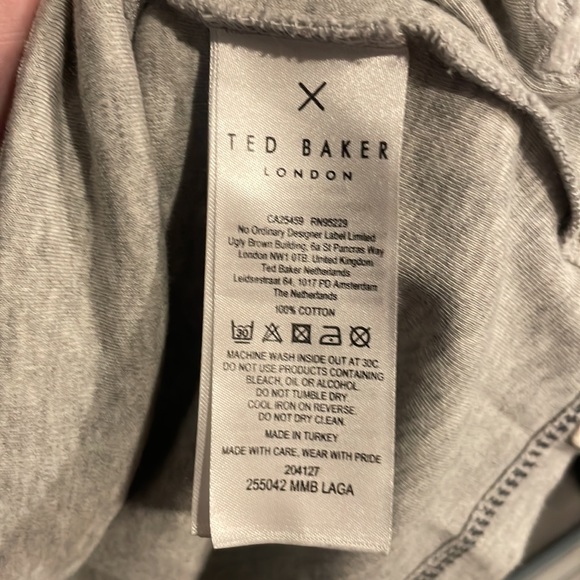 TED BAKER
LONDON
CA25459 RN95229
No Ordinary Designer Label Limited
Ugly Brown Building, 6a St Pancras Way
London NW1 0TB. United Kingdom
Ted Baker Netherlands
Leidsestraat 64, 1017 PD Amsterdam
The Netherlands
100% COTTON
30
MACHINE WASH INSIDE OUT AT 30C.
DO NOT USE PRODUCTS CONTAINING
BLEACH, OIL OR ALCOHOL.
DO NOT TUMBLE DRY.
COOL IRON ON REVERSE.
DO NOT DRY CLEAN.
MADE IN TURKEY
MADE WITH CARE, WEAR WITH PRIDE
204127
255042 MMB LAGA